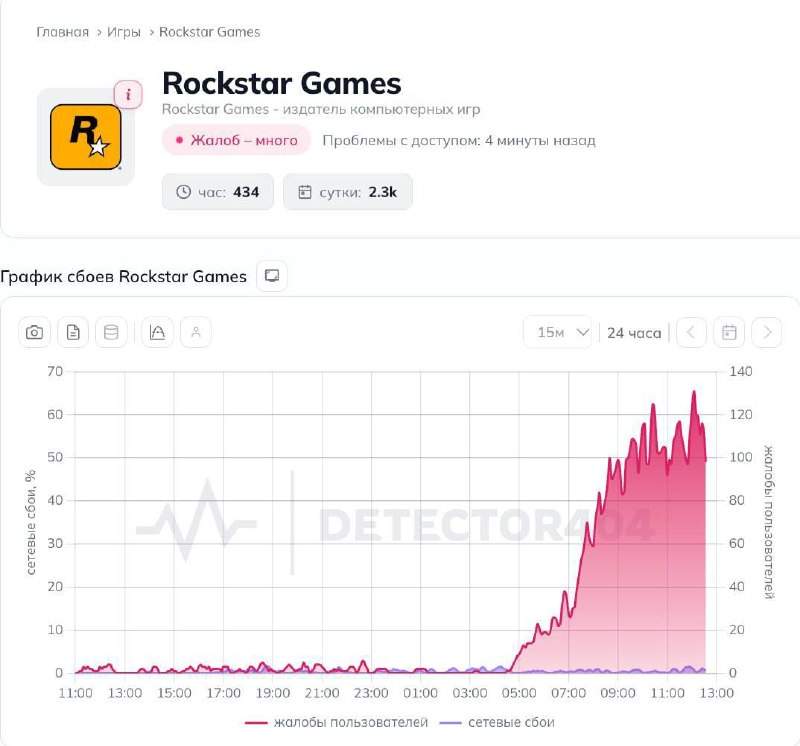 Главная > Игры > Rockstar Games
R
i
Rockstar Games
Rockstar Games - издатель компьютерных игр
Жалоб – много Проблемы с доступом: 4 минуты назад
час: 434 сутки: 2.3k
График сбоев Rockstar Games
15м 24 часа
70 140
60 120
50 100
40 80
30 60
20 40
10 20
0 0
сетевые сбои, %
жалобы пользователей
DETECTOR404
11:00 13:00 15:00 17:00 19:00 21:00 23:00 01:00 03:00 05:00 07:00 09:00 11:00 13:00
жалобы пользователей сетевые сбои